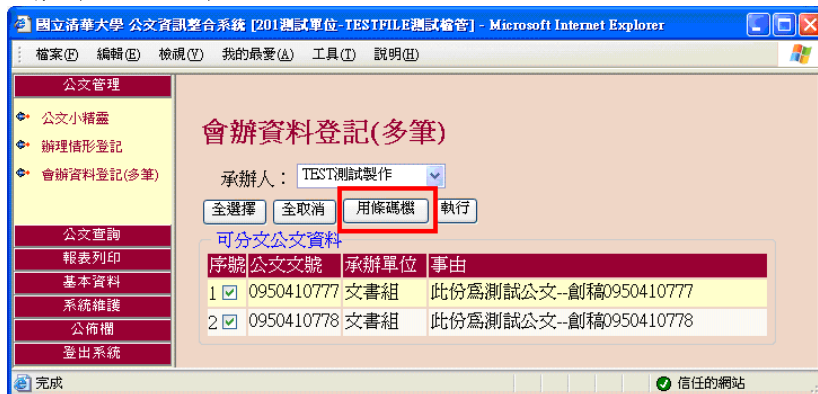 國立清華大學 公文資訊整合系統 [201測試單位-TESTFILE測試檔管] - Microsoft Internet Explorer
檔案(F) 編輯(E) 檢視(V) 我的最愛(A) 工具(T) 說明(H)
公文管理
公文小精靈
辦理情形登記
會辦資料登記(多筆)
公文查詢
報表列印
基本資料
系統維護
公佈欄
登出系統
會辦資料登記(多筆)
承辦人： TEST測試製作
全選擇 全取消 用條碼機 執行
可分文公文資料
序號 公文文號 承辦單位 事由
1 0950410777 文書組 此份為測試公文--創稿0950410777
2 0950410778 文書組 此份為測試公文--創稿0950410778
完成 信任的網站